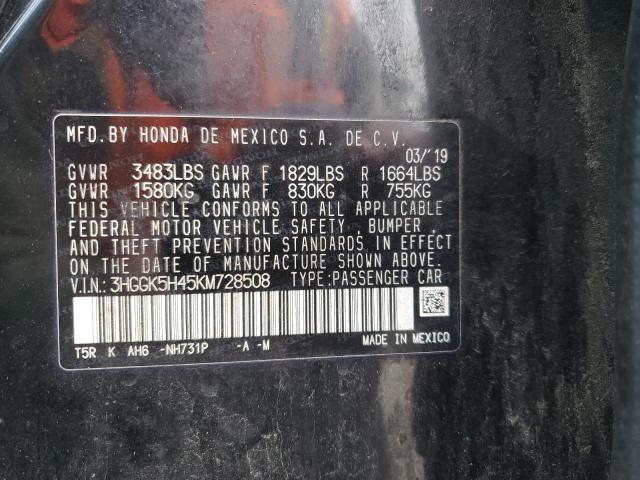 MFD. BY HONDA DE MEXICO S.A. DE C.V.
03/'19
GVWR 3483LBS GAWR F 1829LBS R 1664LBS
GVWR 1580KG GAWR F 830KG R 755KG
THIS VEHICLE CONFORMS TO ALL APPLICABLE
FEDERAL MOTOR VEHICLE SAFETY, BUMPER,
AND THEFT PREVENTION STANDARDS IN EFFECT
ON THE DATE OF MANUFACTURE SHOWN ABOVE.
V.I.N.: 3HGGK5H45KM728508 TYPE:PASSENGER CAR
T5R K AH6 -NH731P -A -M MADE IN MEXICO